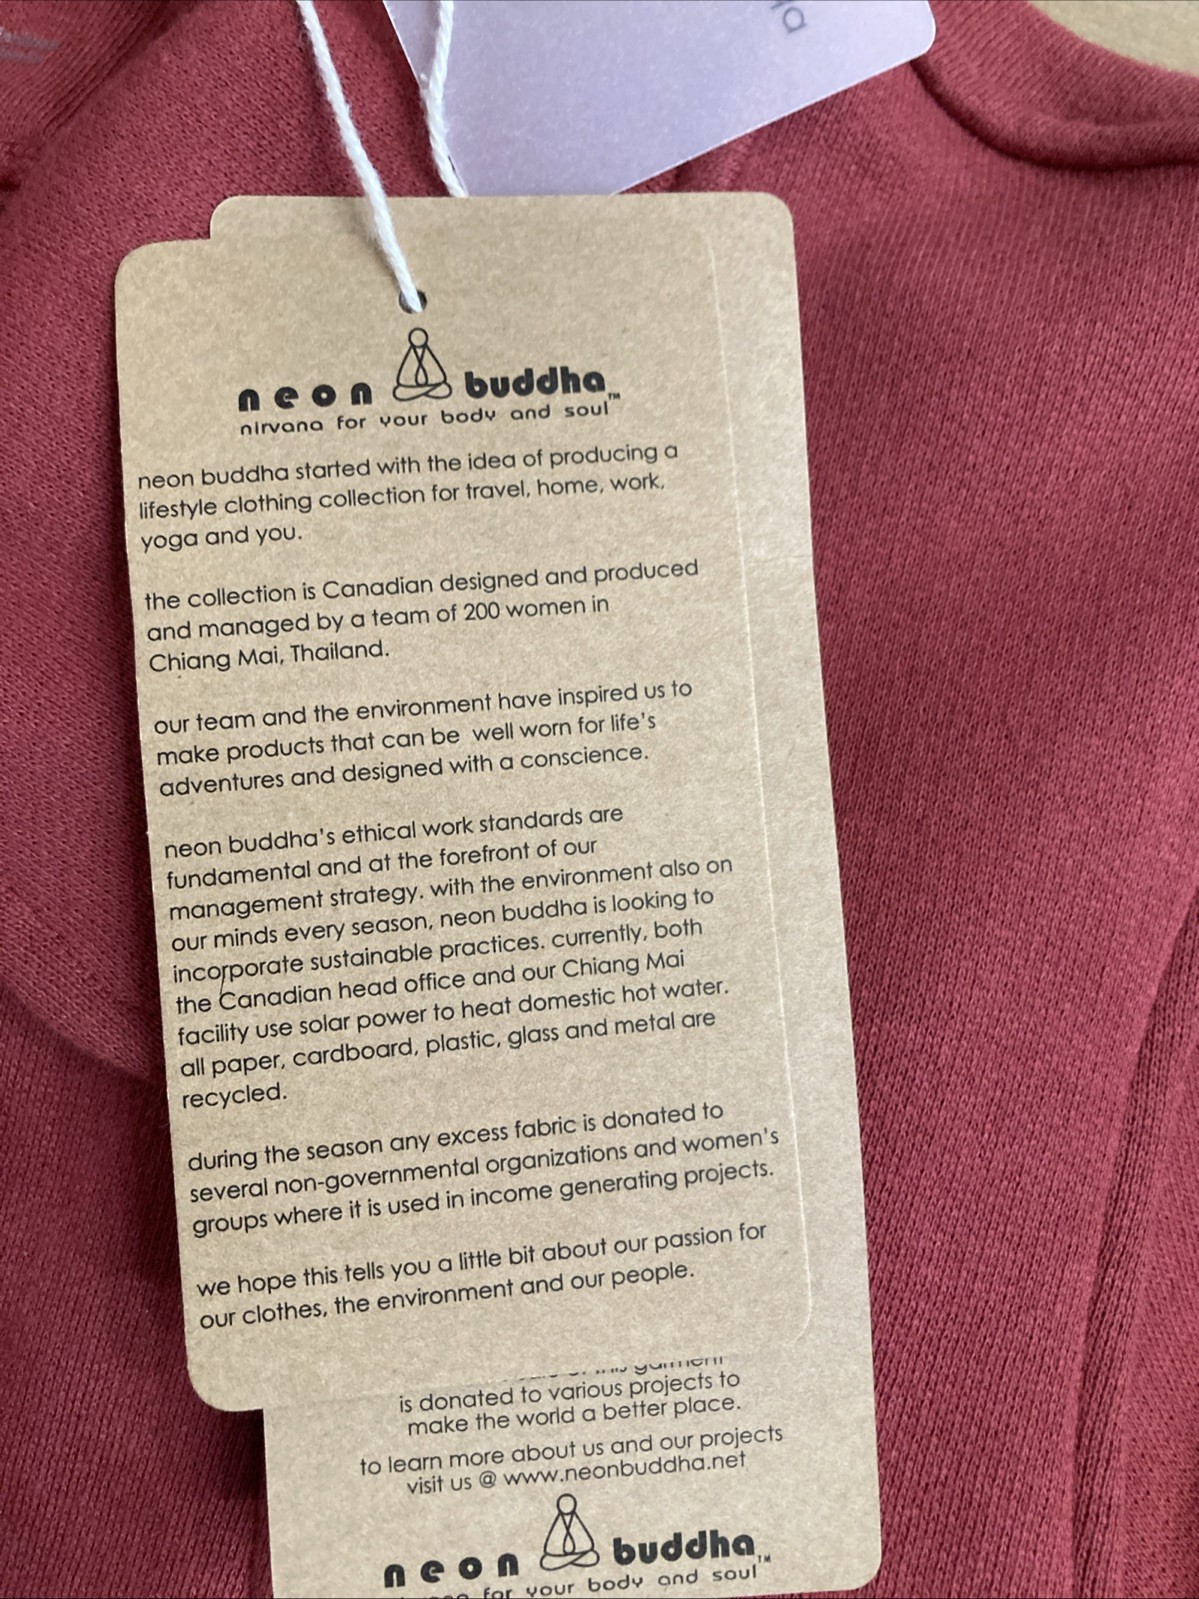 neon buddha™
nirvana for your body and soul
neon buddha started with the idea of producing a
lifestyle clothing collection for travel, home, work,
yoga and you.
the collection is Canadian designed and produced
and managed by a team of 200 women in
Chiang Mai, Thailand.
our team and the environment have inspired us to
make products that can be well worn for life's
adventures and designed with a conscience.
neon buddha's ethical work standards are
fundamental and at the forefront of our
management strategy. with the environment also on
our minds every season, neon buddha is looking to
incorporate sustainable practices. currently, both
the Canadian head office and our Chiang Mai
facility use solar power to heat domestic hot water.
all paper, cardboard, plastic, glass and metal are
recycled.
during the season any excess fabric is donated to
several non-governmental organizations and women's
groups where it is used in income generating projects.
we hope this tells you a little bit about our passion for
our clothes, the environment and our people.
this garment
is donated to various projects to
make the world a better place.
to learn more about us and our projects
visit us @ www.neonbuddha.net
neon buddha™
for your body and soul